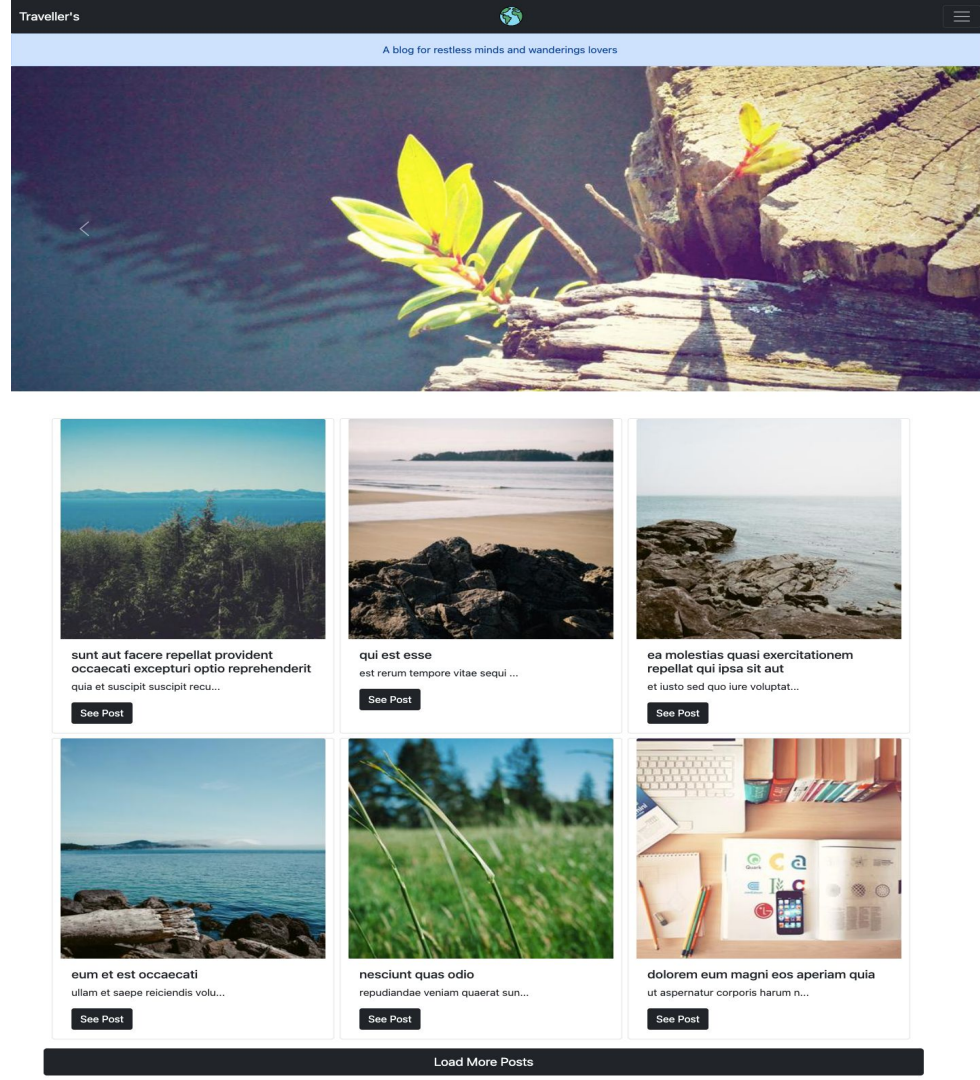 Traveller's
A blog for restless minds and wanderings lovers
sunt aut facere repellat provident
occaecati excepturi optio reprehenderit
quia et suscipit suscipit recu...
See Post
qui est esse
est rerum tempore vitae sequi ...
See Post
ea molestias quasi exercitationem
repellat qui ipsa sit aut
et iusto sed quo iure voluptat...
See Post
eum et est occaecati
ullam et saepe reiciendis volu...
See Post
nesciunt quas odio
repudiandae veniam quaerat sun...
See Post
Quark
LG
dolorem eum magni eos aperiam quia
ut aspernatur corporis harum n...
See Post
Load More Posts